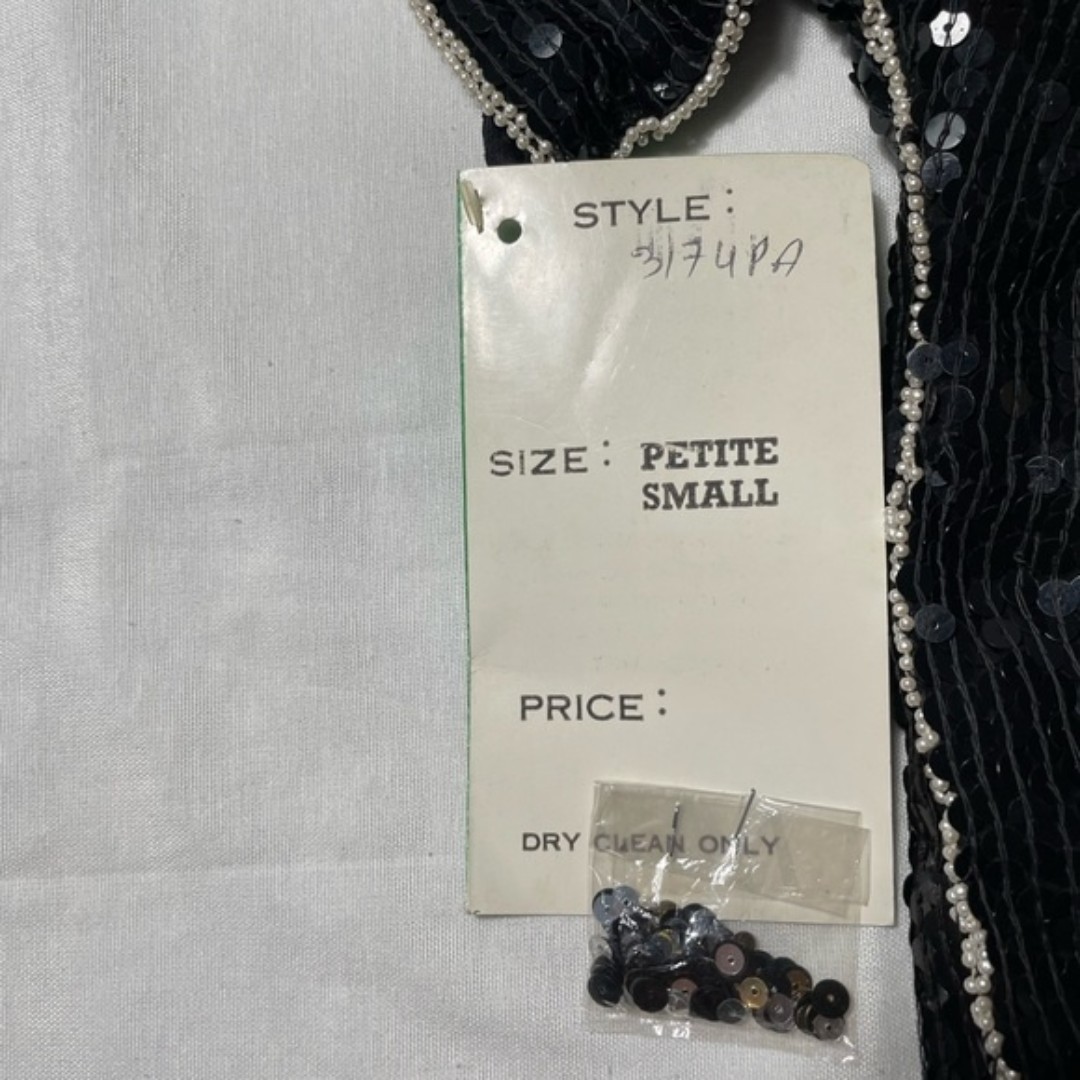 STYLE:
3174PA
SIZE: PETITE
SMALL
PRICE:
DRY CLEAN ONLY